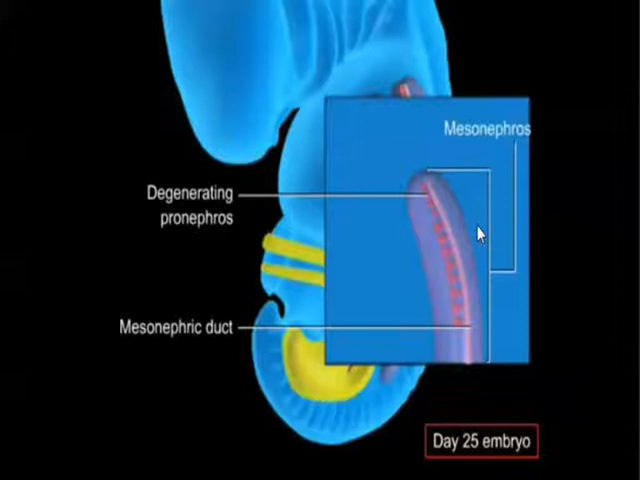 Mesonephros
Degenerating
pronephros
Mesonephric duct
Day 25 embryo